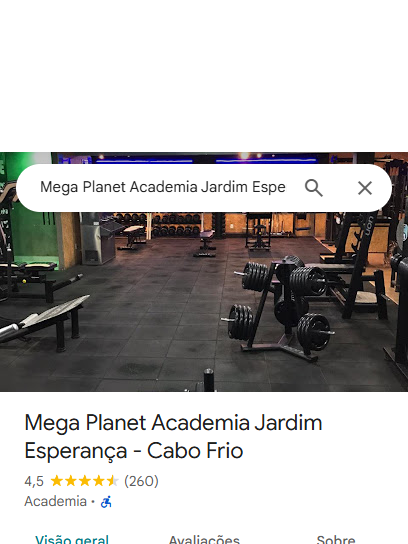 Mega Planet Academia Jardim Espe
Mega Planet Academia Jardim
Esperança - Cabo Frio
4,5 (260)
Academia ·
Visão geral Avaliações Sobre